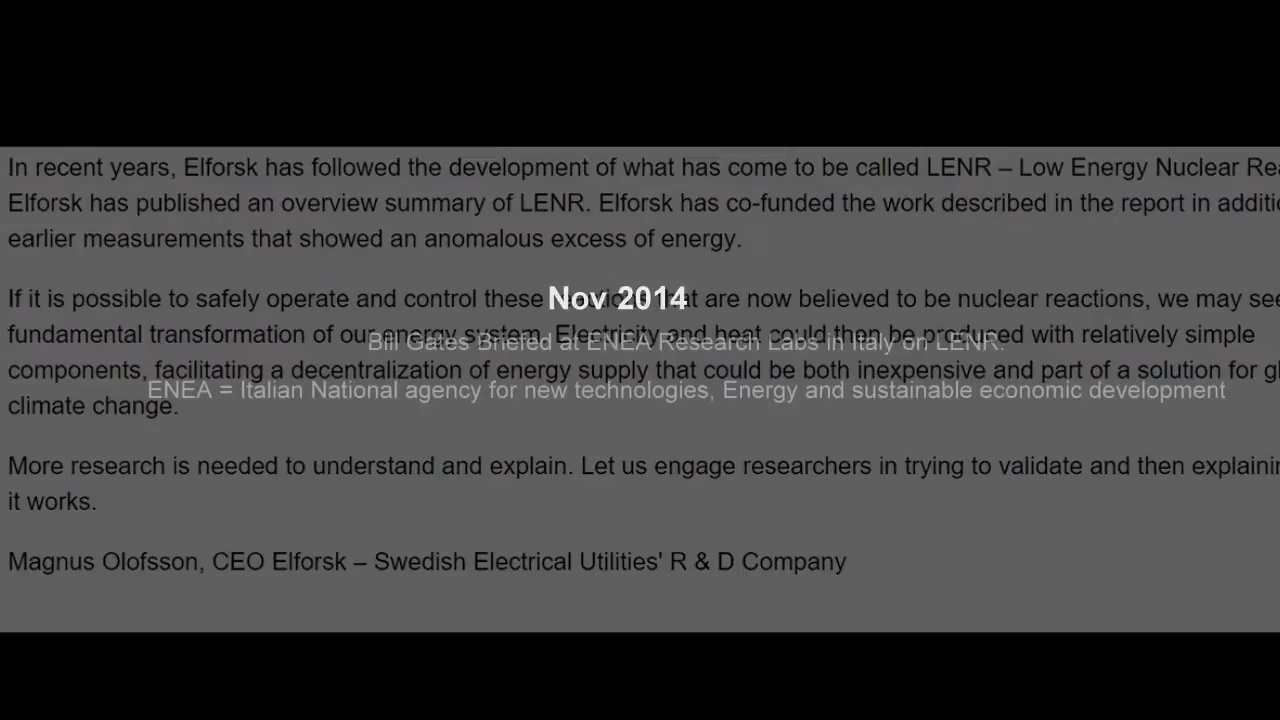 In recent years, Elforsk has followed the development of what has come to be called LENR – Low Energy Nuclear
Elforsk has published an overview summary of LENR. Elforsk has co-funded the work described in the report in
earlier measurements that showed an anomalous excess of energy.
If it is possible to safely operate and control these are now believed to be nuclear reactions, we may
fundamental transformation of our energy system. Electricity and heat could then be produced with relatively simple
components, facilitating a decentralization of energy supply that could be both inexpensive and part of a solution for
climate change.
More research is needed to understand and explain. Let us engage researchers in trying to validate and then
it works.
Magnus Olofsson, CEO Elforsk – Swedish Electrical Utilities' R & D Company
Nov 2014
Bill Gates Briefed at ENEA Research Labs in Italy on LENR.
ENEA = Italian National agency for new technologies, Energy and sustainable economic development